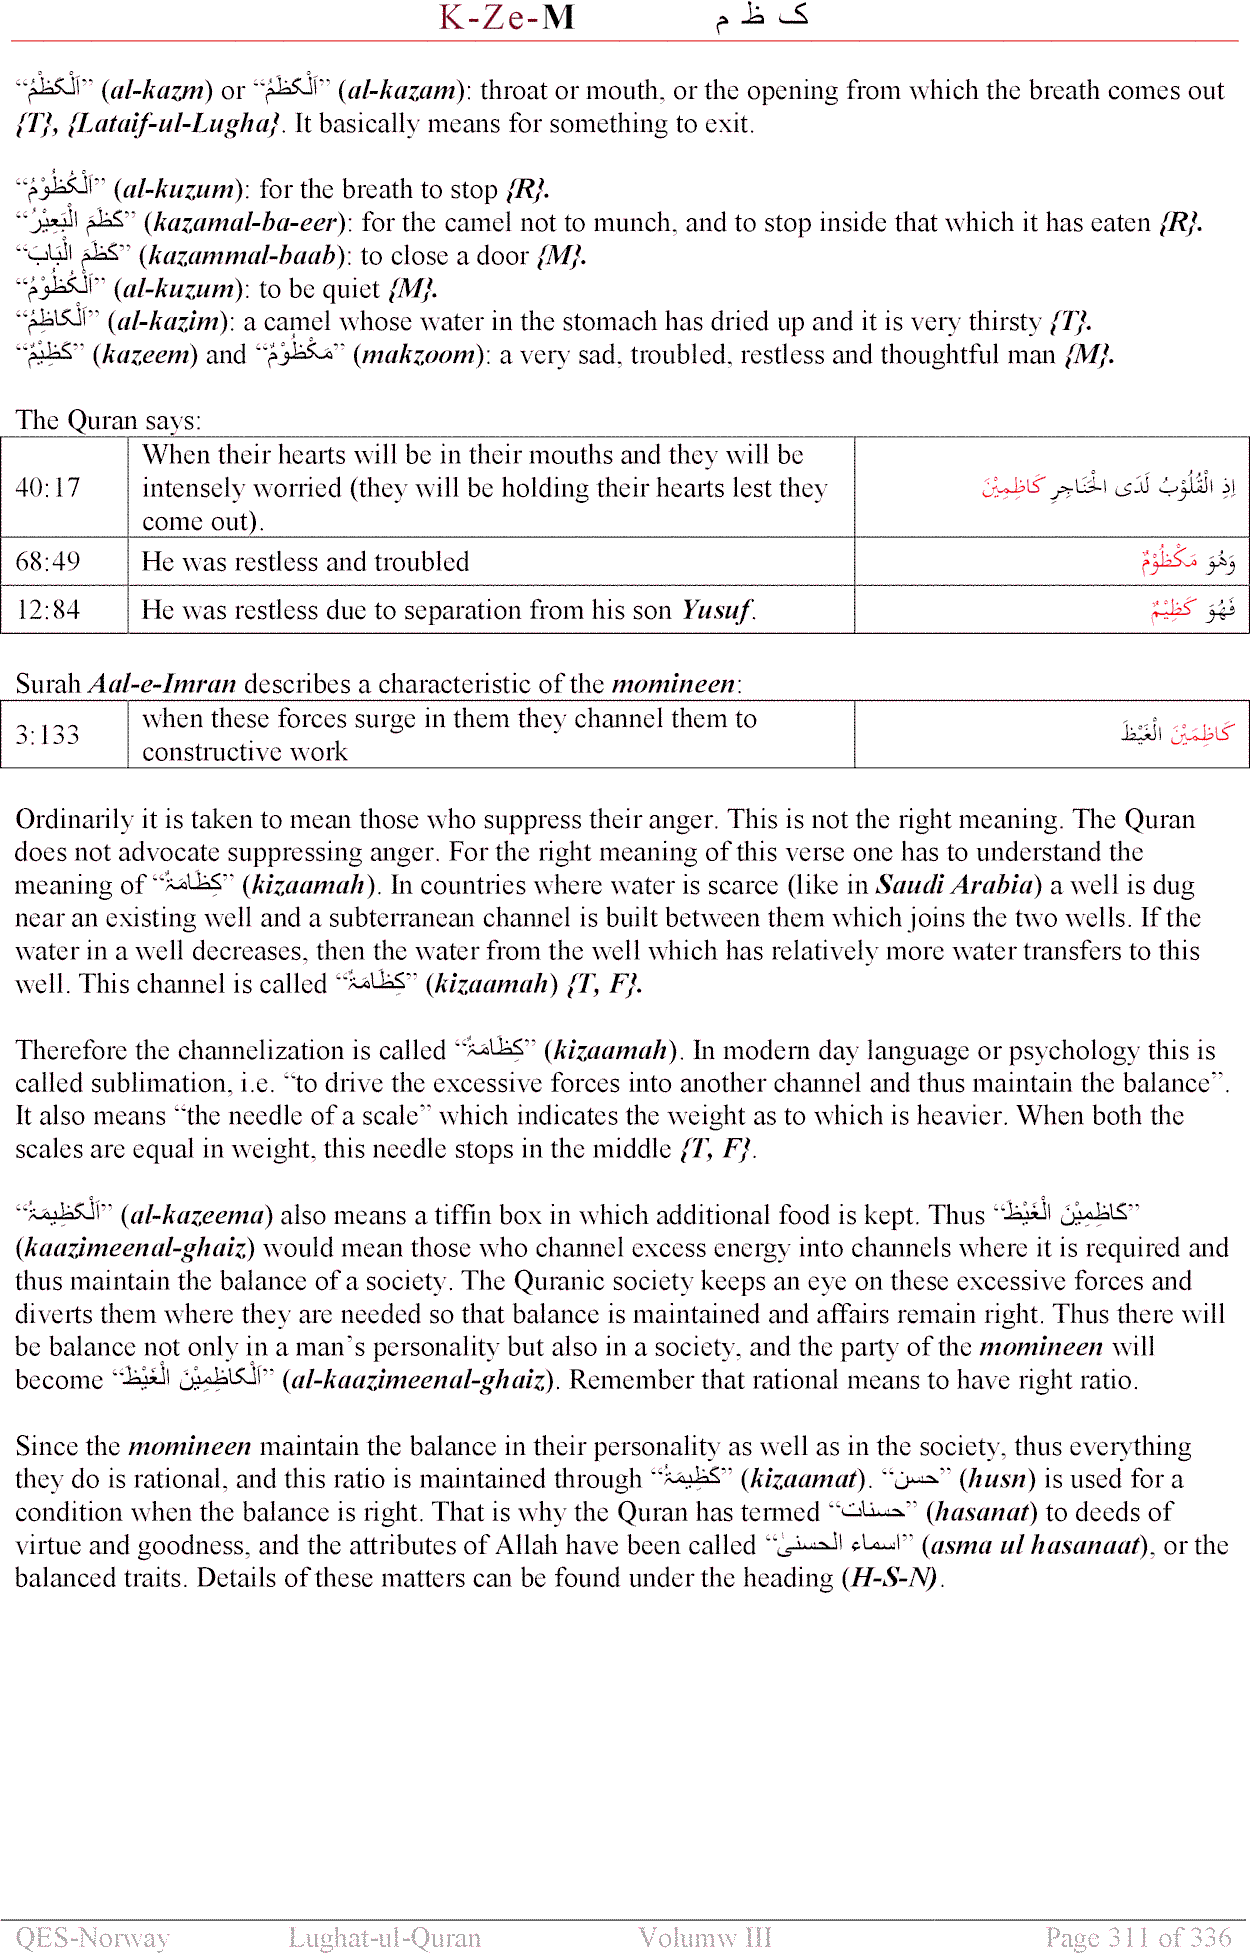 K-Ze-M ک ظ م
“اَلْکَظْمُ” (al-kazm) or “اَلْکَظَمُ” (al-kazam): throat or mouth, or the opening from which the breath comes out
{T}, {Lataif-ul-Lugha}. It basically means for something to exit.
“اَلْکُظُوْمُ” (al-kuzum): for the breath to stop {R}.
“کَظَمَ الْبَعِیْرُ” (kazamal-ba-eer): for the camel not to munch, and to stop inside that which it has eaten {R}.
“کَظَمَ الْبَابَ” (kazammal-baab): to close a door {M}.
“اَلْکُظُوْمُ” (al-kuzum): to be quiet {M}.
“اَلْکَاظِمُ” (al-kazim): a camel whose water in the stomach has dried up and it is very thirsty {T}.
“کَظِیْمٌ” (kazeem) and “مَکْظُوْمٌ” (makzoom): a very sad, troubled, restless and thoughtful man {M}.
The Quran says:
40:17 When their hearts will be in their mouths and they will be
intensely worried (they will be holding their hearts lest they
come out). اِذِ الْقُلُوْبُ لَدَى الْحَنَاجِرِ كَاظِمِيْنَ
68:49 He was restless and troubled وَهُوَ مَكْظُوْمٌ
12:84 He was restless due to separation from his son Yusuf. فَهُوَ كَظِيْمٌ
Surah Aal-e-Imran describes a characteristic of the momineen:
3:133 when these forces surge in them they channel them to
constructive work كَاظِمَيْنَ الْغَيْظَ
Ordinarily it is taken to mean those who suppress their anger. This is not the right meaning. The Quran
does not advocate suppressing anger. For the right meaning of this verse one has to understand the
meaning of “کِظَامَۃٌ” (kizaamah). In countries where water is scarce (like in Saudi Arabia) a well is dug
near an existing well and a subterranean channel is built between them which joins the two wells. If the
water in a well decreases, then the water from the well which has relatively more water transfers to this
well. This channel is called “کِظَامَۃٌ” (kizaamah) {T, F}.
Therefore the channelization is called “کِظَامَۃٌ” (kizaamah). In modern day language or psychology this is
called sublimation, i.e. “to drive the excessive forces into another channel and thus maintain the balance”.
It also means “the needle of a scale” which indicates the weight as to which is heavier. When both the
scales are equal in weight, this needle stops in the middle {T, F}.
“اَلْکَظِیمَۃُ” (al-kazeema) also means a tiffin box in which additional food is kept. Thus “کَاظِمِیْنَ الْغَیْظَ”
(kaazimeenal-ghaiz) would mean those who channel excess energy into channels where it is required and
thus maintain the balance of a society. The Quranic society keeps an eye on these excessive forces and
diverts them where they are needed so that balance is maintained and affairs remain right. Thus there will
be balance not only in a man’s personality but also in a society, and the party of the momineen will
become “اَلْکَاظِمِیْنَ الْغَیْظَ” (al-kaazimeenal-ghaiz). Remember that rational means to have right ratio.
Since the momineen maintain the balance in their personality as well as in the society, thus everything
they do is rational, and this ratio is maintained through “کَظِیمَۃُ” (kizaamat). “حسن” (husn) is used for a
condition when the balance is right. That is why the Quran has termed “حسنات” (hasanat) to deeds of
virtue and goodness, and the attributes of Allah have been called “اسماء الحسنیٰ” (asma ul hasanaat), or the
balanced traits. Details of these matters can be found under the heading (H-S-N).
QES-Norway Lughat-ul-Quran Volumw III Page 311 of 336